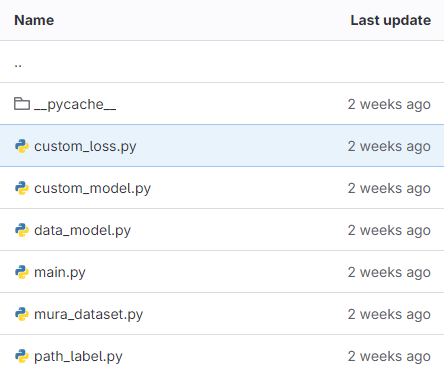 Name Last update
..
__pycache__ 2 weeks ago
custom_loss.py 2 weeks ago
custom_model.py 2 weeks ago
data_model.py 2 weeks ago
main.py 2 weeks ago
mura_dataset.py 2 weeks ago
path_label.py 2 weeks ago